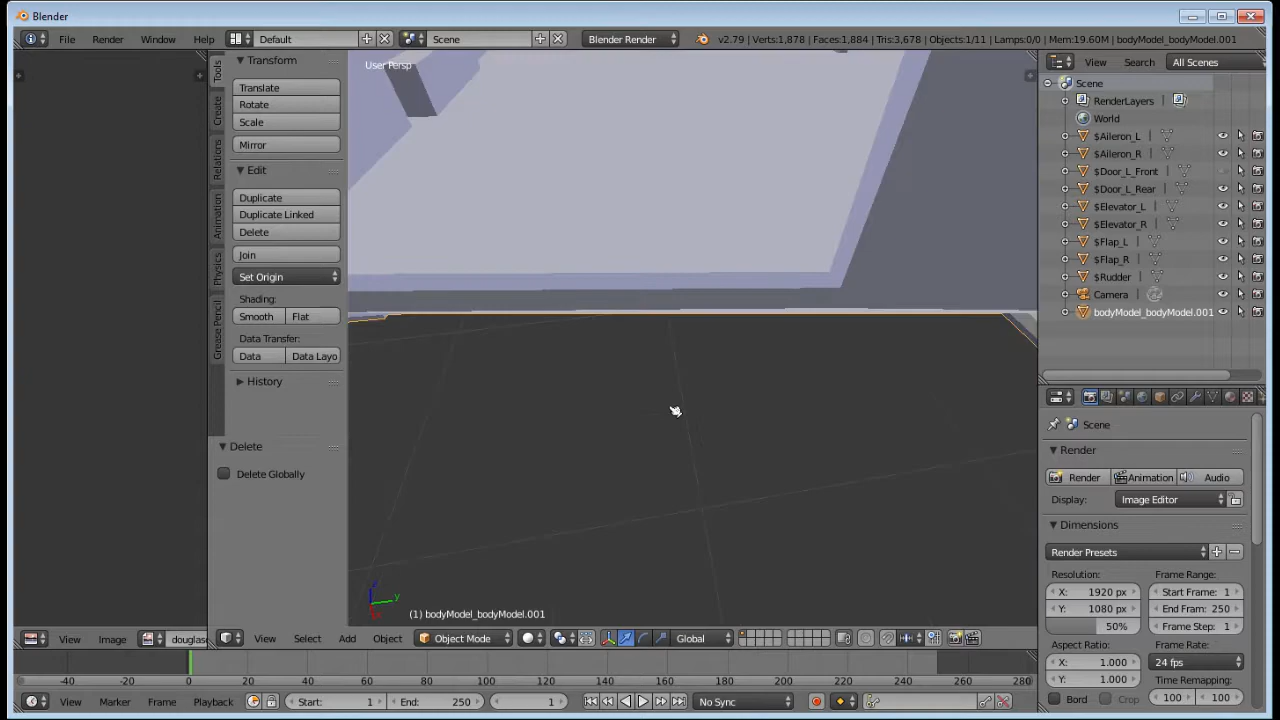 Blender
File Render Window Help Default Scene Blender Render v2.79 | Verts:1,878 | Faces:1,884 | Tris:3,678 | Objects:1/11 | Lamps:0/0 | Mem:19.60M | bodyModel_bodyModel.001
Tools
Create
Relations
Animation
Physics
Grease Pencil
Transform
Translate
Rotate
Scale
Mirror
Edit
Duplicate
Duplicate Linked
Delete
Join
Set Origin
Shading:
Smooth Flat
Data Transfer:
Data Data Layo
History
Delete
Delete Globally
User Persp
(1) bodyModel_bodyModel.001
View Search All Scenes
Scene
RenderLayers |
World
$Aileron_L
$Aileron_R
$Door_L_Front
$Door_L_Rear
$Elevator_L
$Elevator_R
$Flap_L
$Flap_R
$Rudder
Camera
bodyModel_bodyModel.001
Scene
Render
Render Animation Audio
Display: Image Editor
Dimensions
Render Presets
Resolution: Frame Range:
X: 1920 px Start Frame: 1
Y: 1080 px End Fram: 250
50% Frame Step: 1
Aspect Ratio: Frame Rate:
X: 1.000 24 fps
Y: 1.000 Time Remapping:
Bord Crop 100 100
View Image douglas
View Select Add Object Object Mode Global
-40 -20 0 20 40 60 80 100 120 140 160 180 200 220 240 260 280
View Marker Frame Playback Start: 1 End: 250 1 No Sync